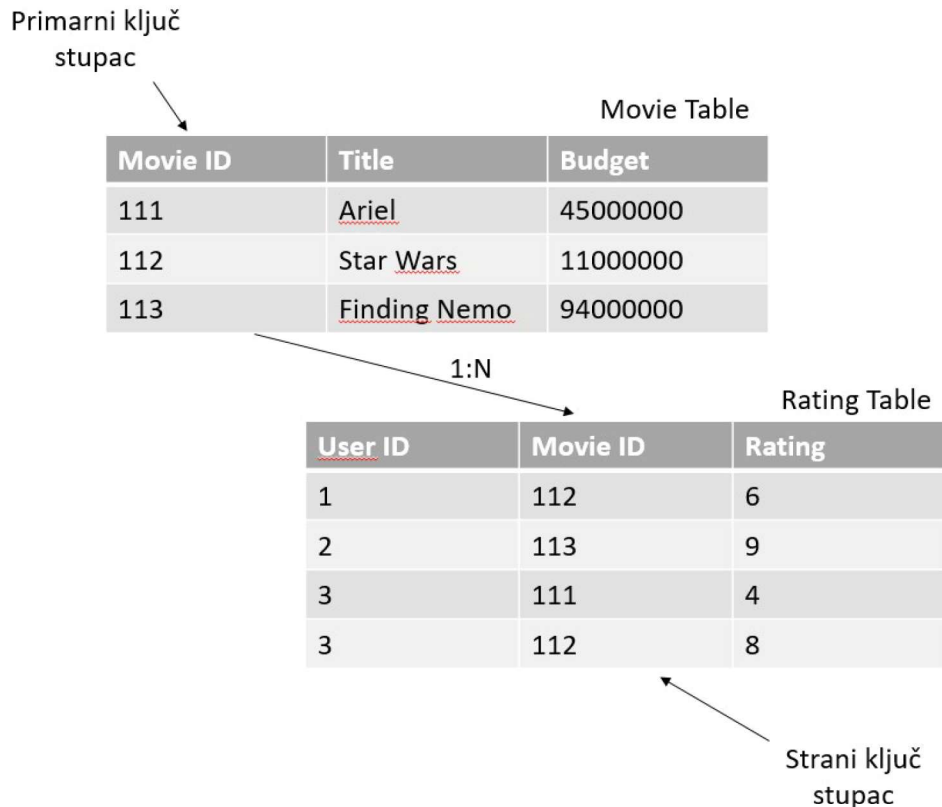 Primarni ključ
stupac
Movie Table
Movie ID Title Budget
111 Ariel 45000000
112 Star Wars 11000000
113 Finding Nemo 94000000
1:N
Rating Table
User ID Movie ID Rating
1 112 6
2 113 9
3 111 4
3 112 8
Strani ključ
stupac